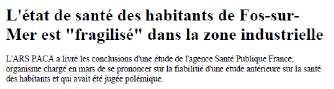 L'état de santé des habitants de Fos-sur-
Mer est "fragilisé" dans la zone industrielle
L'ARS PACA a livré les conclusions d'une étude de l'agence Santé Publique France,
organisme chargé en mars de se prononcer sur la fiabilité d'une étude antérieure sur la santé
des habitants et qui avait été jugée polémique.